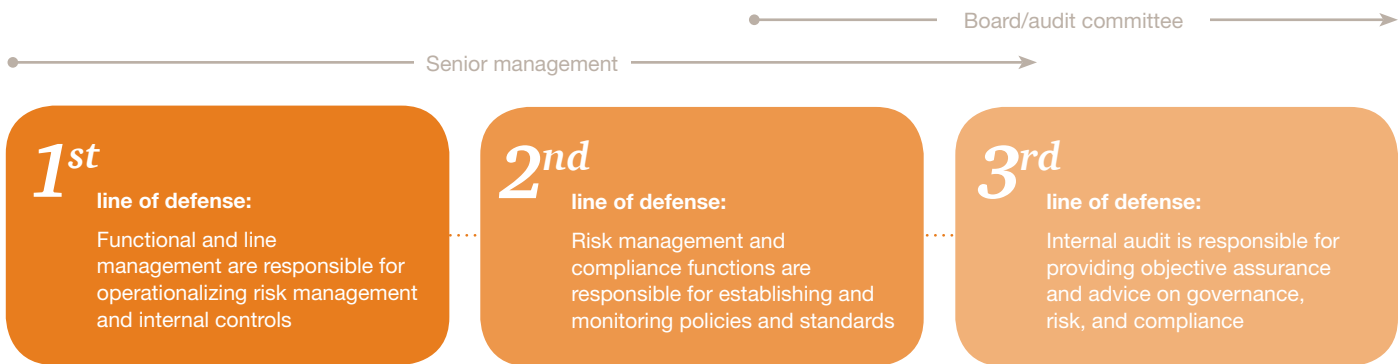 Board/audit committee
Senior management
1st
line of defense:
Functional and line
management are responsible for
operationalizing risk management
and internal controls
2nd
line of defense:
Risk management and
compliance functions are
responsible for establishing and
monitoring policies and standards
3rd
line of defense:
Internal audit is responsible for
providing objective assurance
and advice on governance,
risk, and compliance